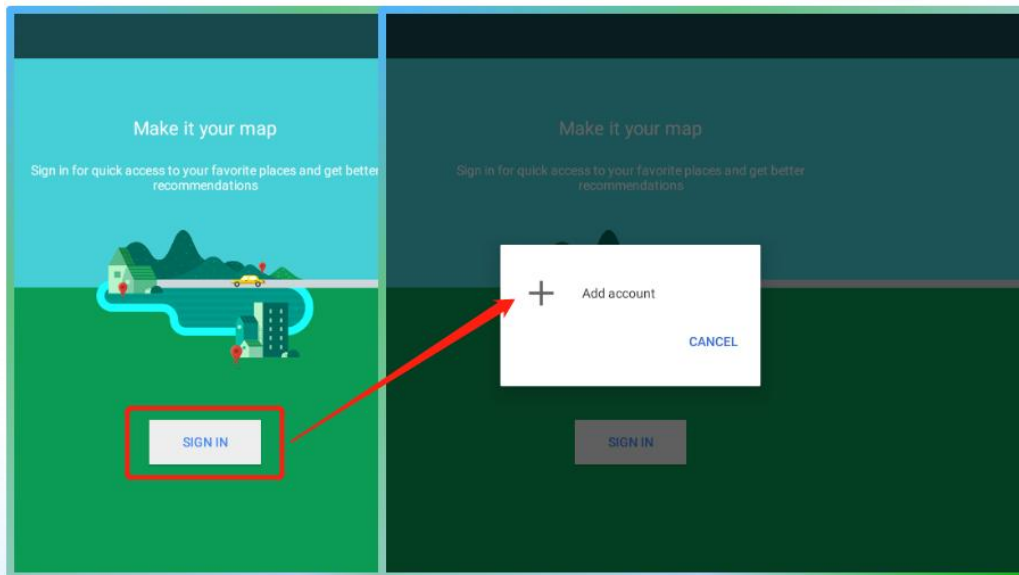 Make it your map
Sign in for quick access to your favorite places and get better
recommendations
SIGN IN
Make it your map
Sign in for quick access to your favorite places and get better
recommendations
Add account
CANCEL
SIGN IN